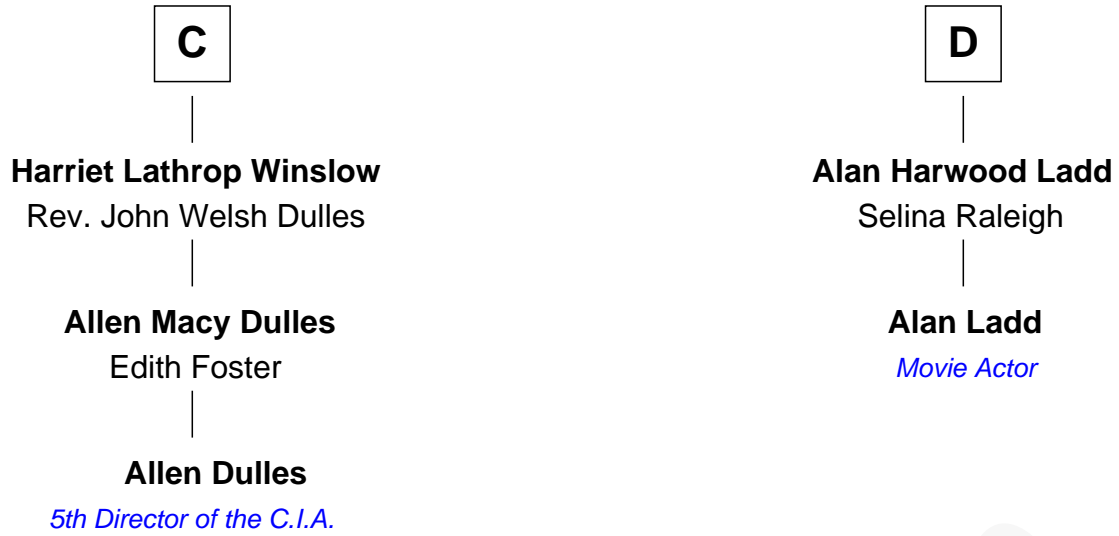 C
Harriet Lathrop Winslow
Rev. John Welsh Dulles
Allen Macy Dulles
Edith Foster
Allen Dulles
5th Director of the C.I.A.
D
Alan Harwood Ladd
Selina Raleigh
Alan Ladd
Movie Actor